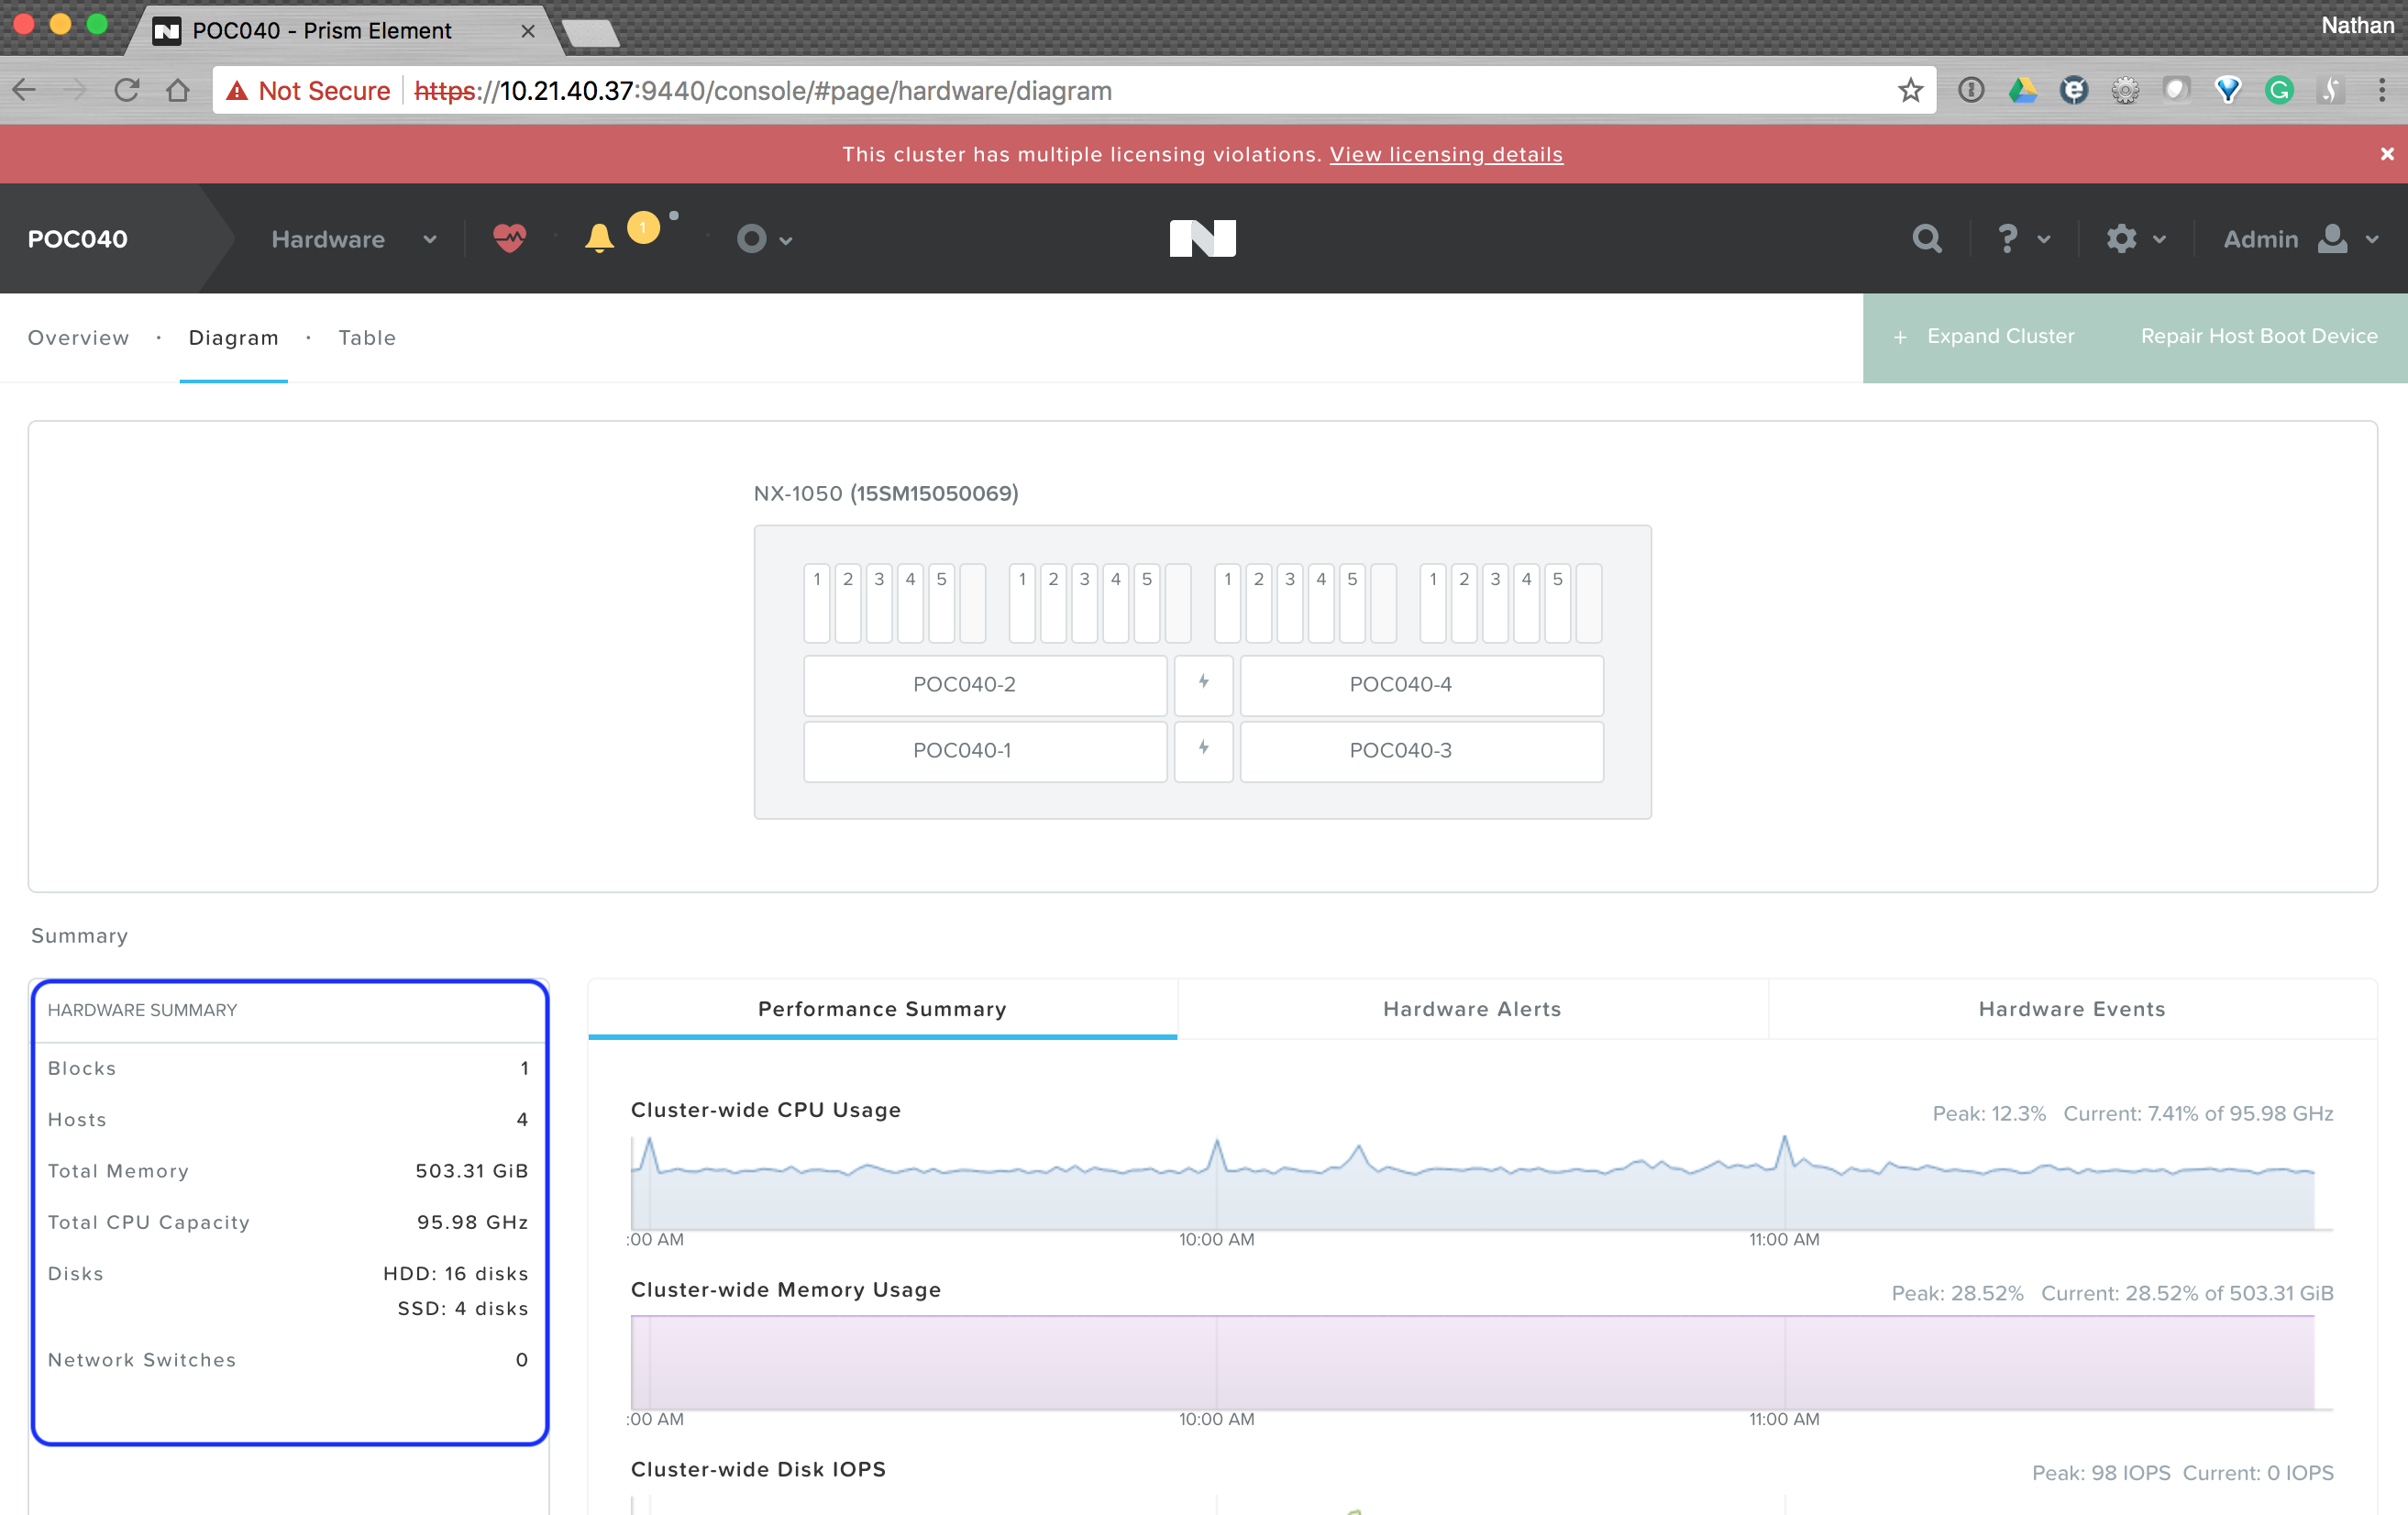 Nathan
POC040 - Prism Element
Not Secure https://10.21.40.37:9440/console/#page/hardware/diagram
This cluster has multiple licensing violations. View licensing details
POC040 Hardware 1 ? Admin
Overview · Diagram · Table
+ Expand Cluster Repair Host Boot Device
NX-1050 (15SM15050069)
1 2 3 4 5 1 2 3 4 5 1 2 3 4 5 1 2 3 4 5
POC040-2 POC040-4
POC040-1 POC040-3
Summary
HARDWARE SUMMARY
Blocks 1
Hosts 4
Total Memory 503.31 GiB
Total CPU Capacity 95.98 GHz
Disks HDD: 16 disks
SSD: 4 disks
Network Switches 0
Performance Summary Hardware Alerts Hardware Events
Cluster-wide CPU Usage Peak: 12.3% Current: 7.41% of 95.98 GHz
:00 AM 10:00 AM 11:00 AM
Cluster-wide Memory Usage Peak: 28.52% Current: 28.52% of 503.31 GiB
:00 AM 10:00 AM 11:00 AM
Cluster-wide Disk IOPS Peak: 98 IOPS Current: 0 IOPS